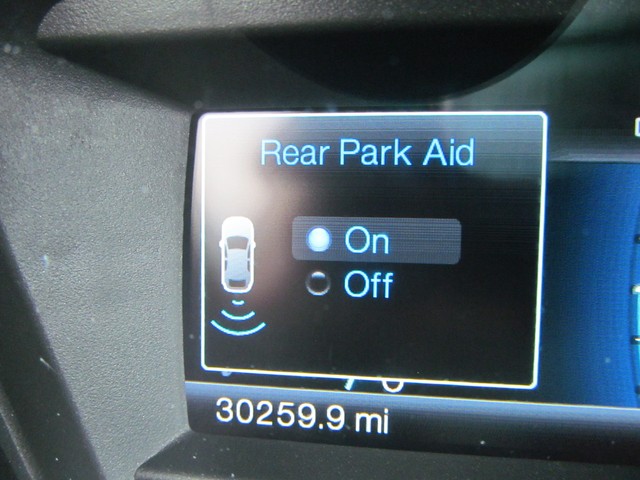 Rear Park Aid
On
Off
30259.9 mi